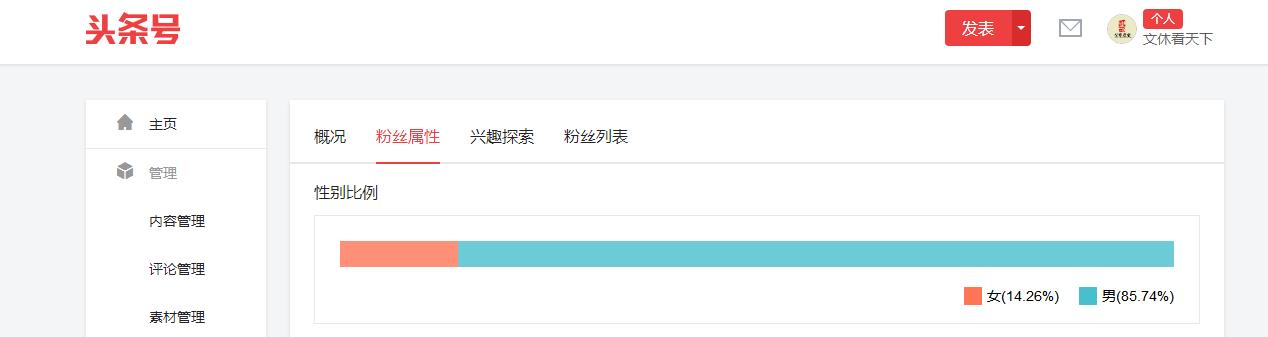 头条号
发表
个人
文休看天下
主页
管理
内容管理
评论管理
素材管理
概况 粉丝属性 兴趣探索 粉丝列表
性别比例
女(14.26%) 男(85.74%)